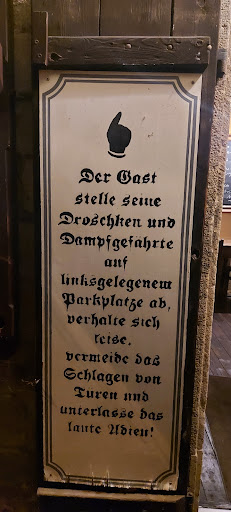 Der Gast
stelle seine
Droschken und
Dampfgefährte
auf
linksgelegenem
Parkplatze ab,
verhalte sich
leise,
vermeide das
Schlagen von
Türen und
unterlasse das
laute Adieu!